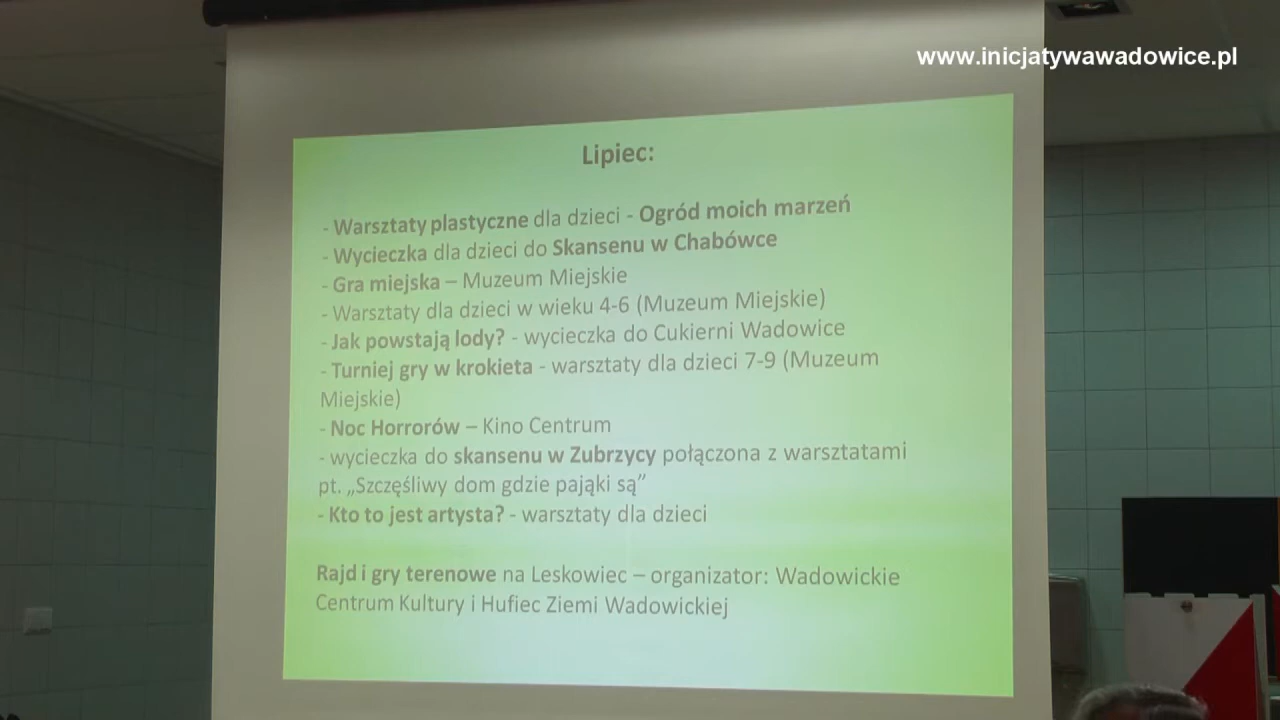 www.inicjatywawadowice.pl
Lipiec:
- Warsztaty plastyczne dla dzieci - Ogród moich marzeń
- Wycieczka dla dzieci do Skansenu w Chabówce
- Gra miejska – Muzeum Miejskie
- Warsztaty dla dzieci w wieku 4-6 (Muzeum Miejskie)
- Jak powstają lody? - wycieczka do Cukierni Wadowice
- Turniej gry w krokieta - warsztaty dla dzieci 7-9 (Muzeum
Miejskie)
- Noc Horrorów – Kino Centrum
- wycieczka do skansenu w Zubrzycy połączona z warsztatami
pt. „Szczęśliwy dom gdzie pająki są”
- Kto to jest artysta? - warsztaty dla dzieci
Rajd i gry terenowe na Leskowiec – organizator: Wadowickie
Centrum Kultury i Hufiec Ziemi Wadowickiej